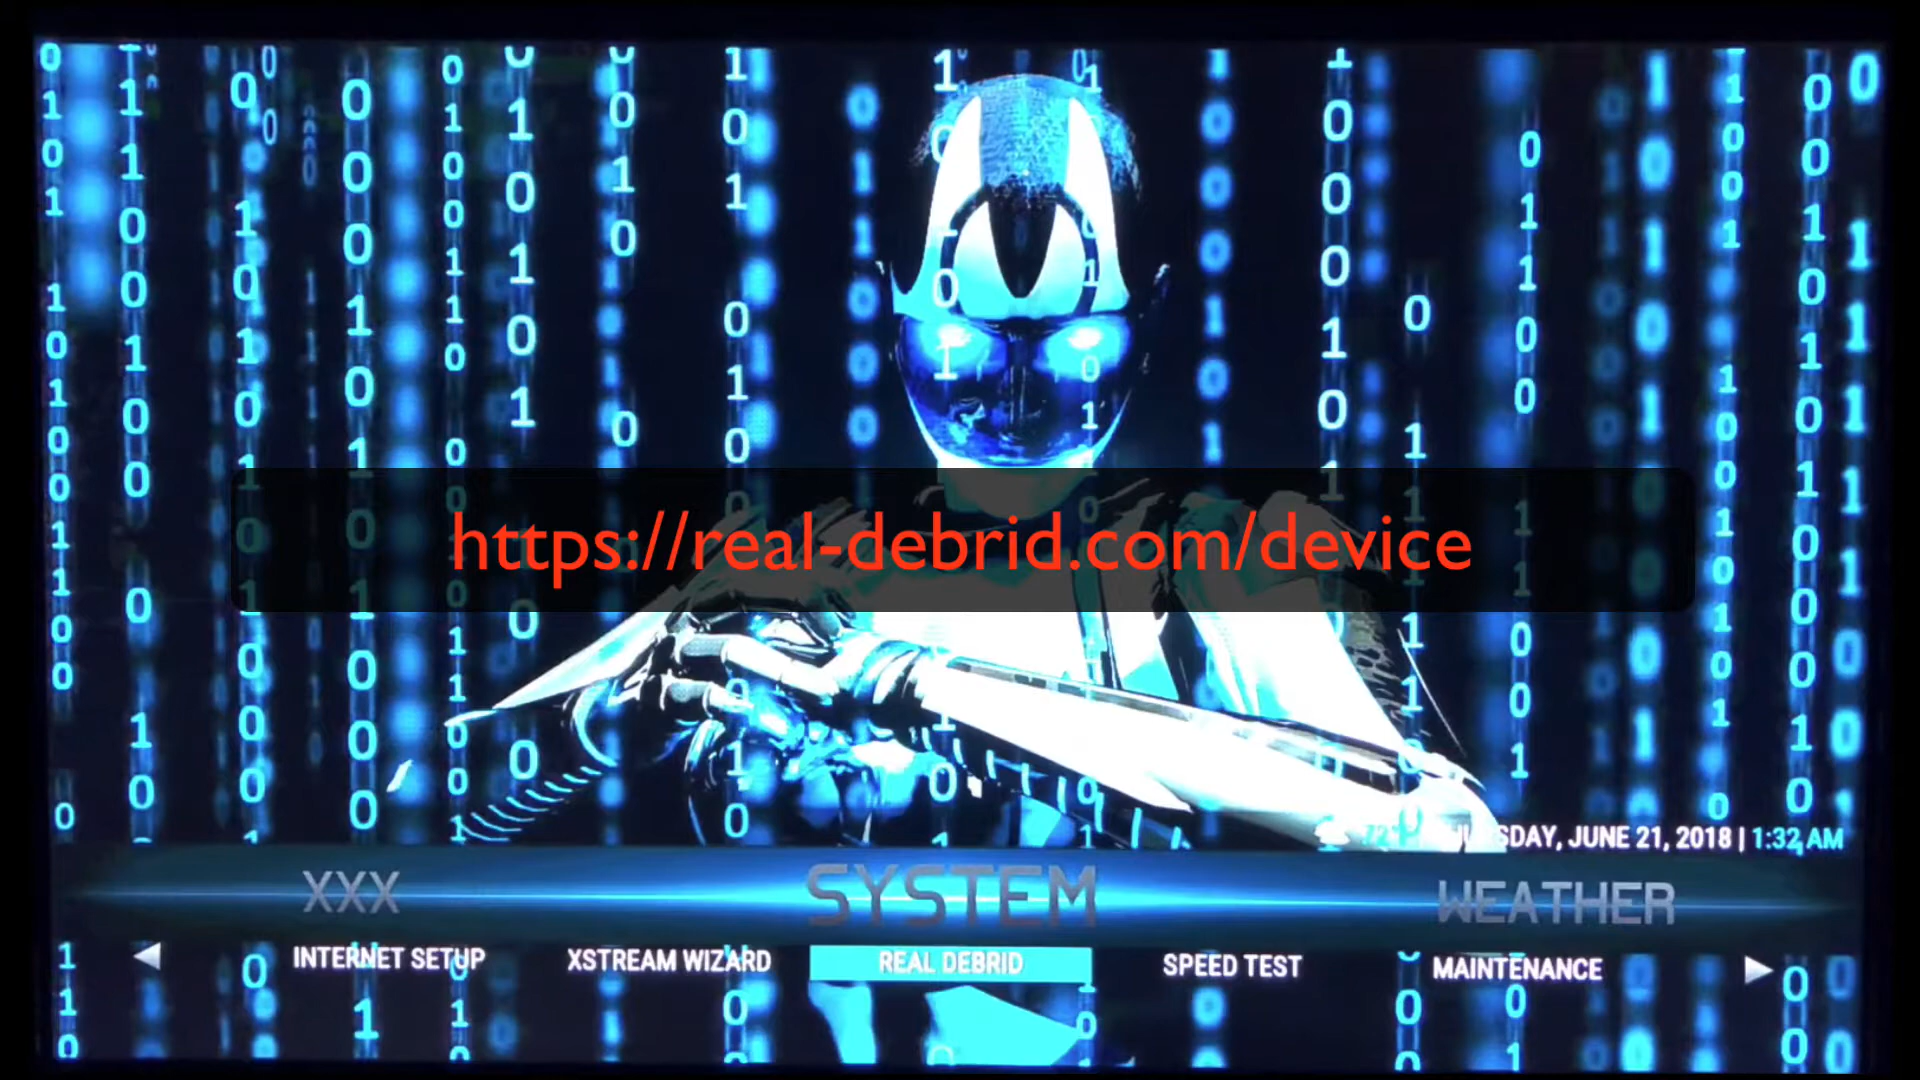 https://real-debrid.com/device
DAY, JUNE 21, 2018 | 1:32 AM
XXX SYSTEM WEATHER
INTERNET SETUP XSTREAM WIZARD REAL DEBRID SPEED TEST MAINTENANCE